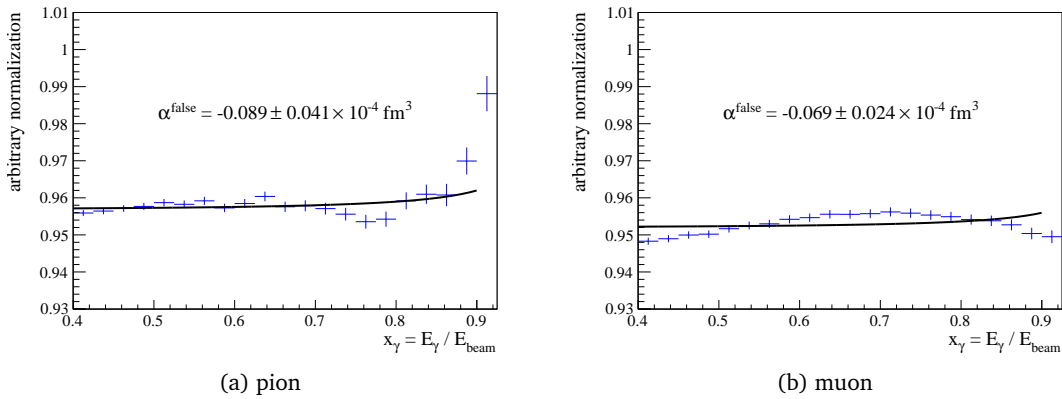 arbitrary normalization
1.01
1
0.99
0.98
0.97
0.96
0.95
0.94
0.93
α^false = -0.089 ± 0.041 × 10^-4 fm^3
0.4 0.5 0.6 0.7 0.8 0.9
x_γ = E_γ / E_beam
(a) pion
arbitrary normalization
1.01
1
0.99
0.98
0.97
0.96
0.95
0.94
0.93
α^false = -0.069 ± 0.024 × 10^-4 fm^3
0.4 0.5 0.6 0.7 0.8 0.9
x_γ = E_γ / E_beam
(b) muon